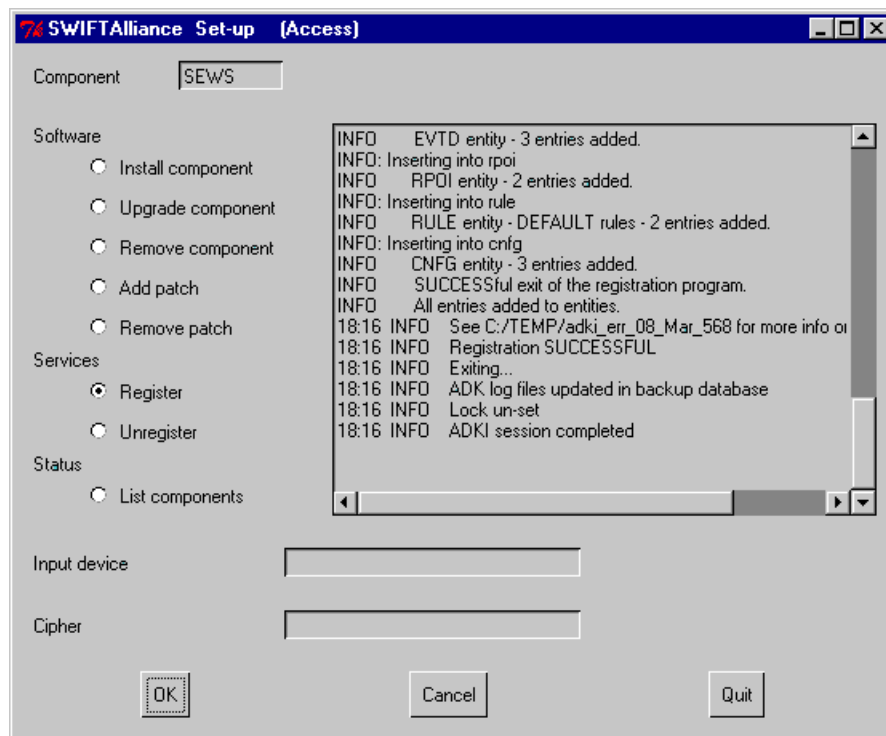 SWIFTAlliance Set-up (Access)
Component SEWS
Software
Install component
Upgrade component
Remove component
Add patch
Remove patch
Services
Register
Unregister
Status
List components
INFO EVTD entity - 3 entries added.
INFO: Inserting into rpoi
INFO RPOI entity - 2 entries added.
INFO: Inserting into rule
INFO RULE entity - DEFAULT rules - 2 entries added.
INFO: Inserting into cnfg
INFO CNFG entity - 3 entries added.
INFO SUCCESSful exit of the registration program.
INFO All entries added to entities.
18:16 INFO See C:/TEMP/adki_err_08_Mar_568 for more info or
18:16 INFO Registration SUCCESSFUL
18:16 INFO Exiting...
18:16 INFO ADK log files updated in backup database
18:16 INFO Lock un-set
18:16 INFO ADKI session completed
Input device
Cipher
OK Cancel Quit